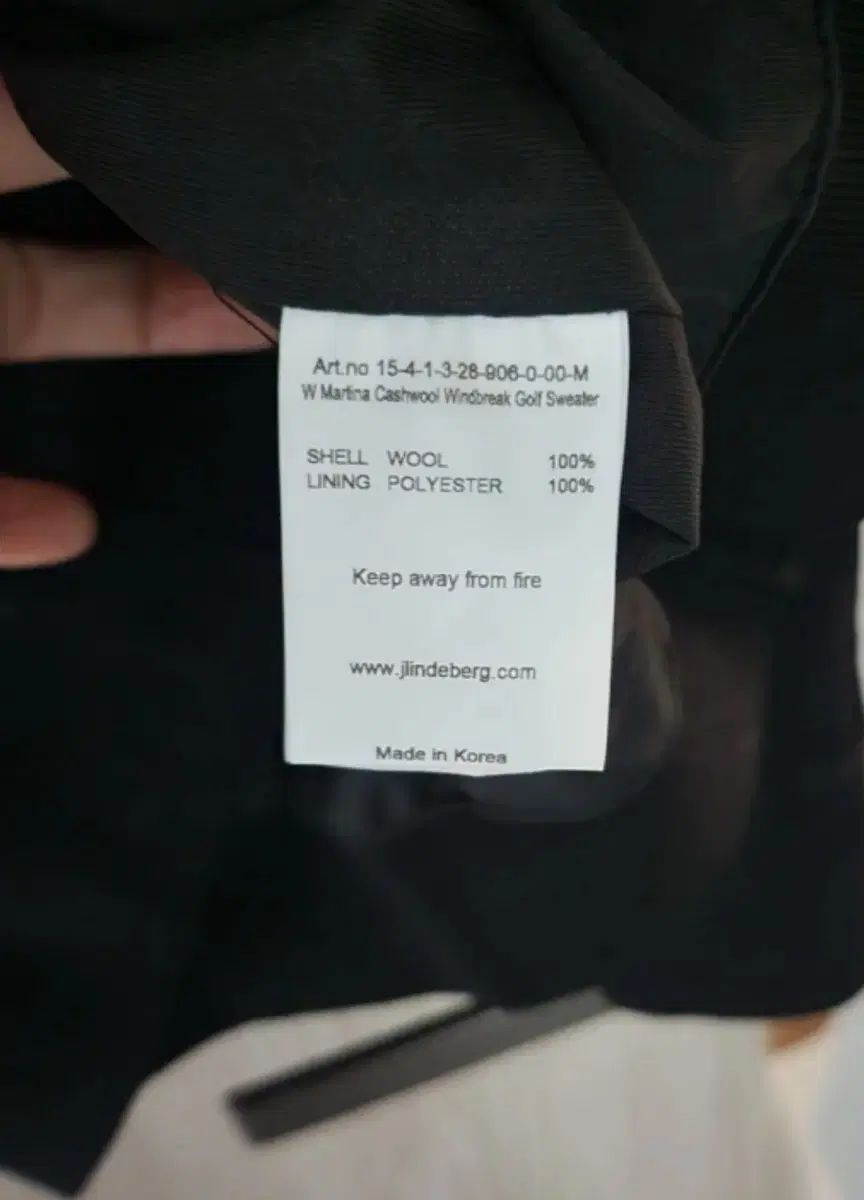 Art.no 15-4-1-3-28-906-0-00-M
W Martina Cashwool Windbreak Golf Sweater
SHELL WOOL 100%
LINING POLYESTER 100%
Keep away from fire
www.jlindeberg.com
Made in Korea